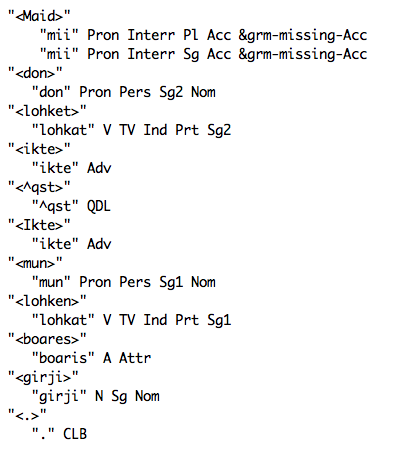 "<Maid>"
"mii" Pron Interr Pl Acc &grm-missing-Acc
"mii" Pron Interr Sg Acc &grm-missing-Acc
"<don>"
"don" Pron Pers Sg2 Nom
"<lohket>"
"lohkat" V TV Ind Prt Sg2
"<ikte>"
"ikte" Adv
"<^qst>"
"^qst" QDL
"<Ikte>"
"ikte" Adv
"<mun>"
"mun" Pron Pers Sg1 Nom
"<lohken>"
"lohkat" V TV Ind Prt Sg1
"<boares>"
"boaris" A Attr
"<girji>"
"girji" N Sg Nom
"<.>"
"." CLB